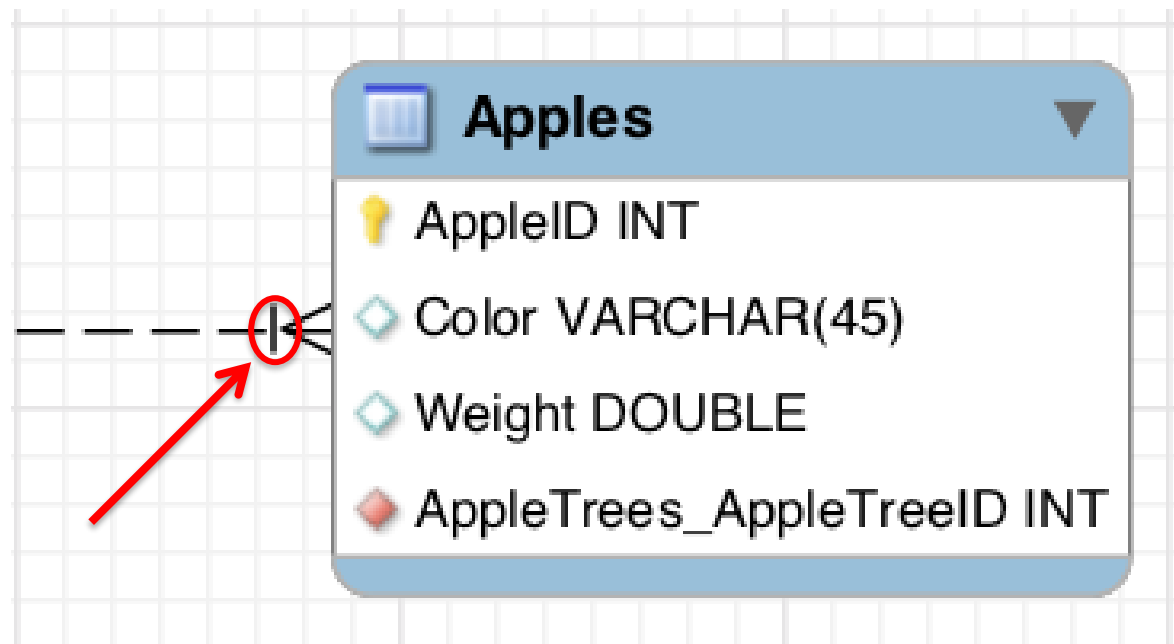 Apples
AppleID INT
Color VARCHAR(45)
Weight DOUBLE
AppleTrees_AppleTreeID INT